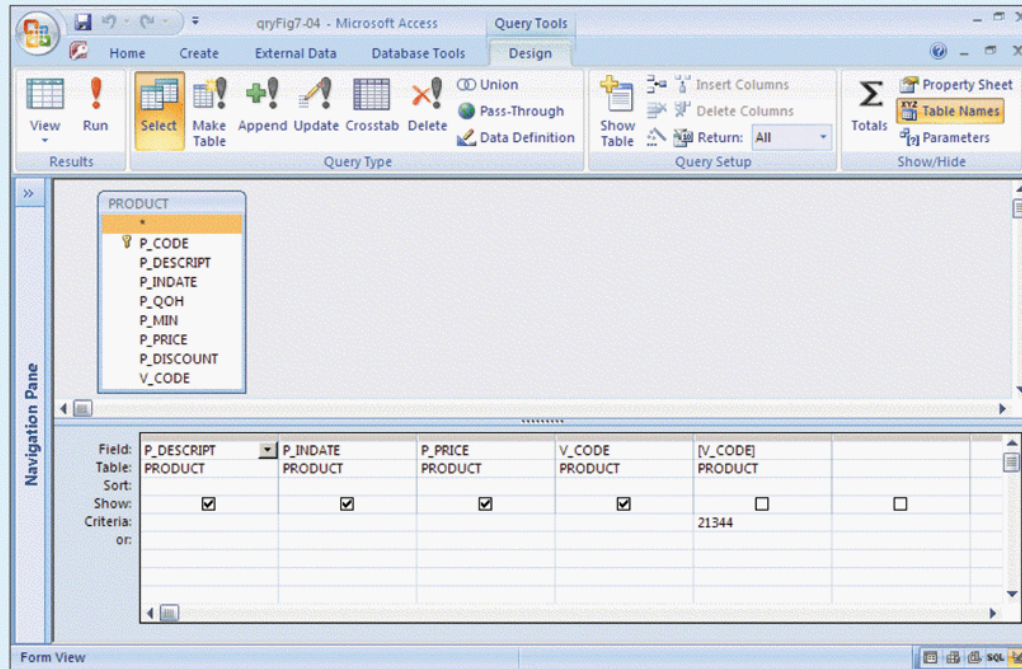 qryFig7-04 - Microsoft Access
Query Tools
Home Create External Data Database Tools Design
View
Run
Results
Select
Make Table
Append
Update
Crosstab
Delete
Union
Pass-Through
Data Definition
Query Type
Show Table
Insert Columns
Delete Columns
Return: All
Query Setup
Σ
Totals
Property Sheet
XYZ
Table Names
[?] Parameters
Show/Hide
»
Navigation Pane
PRODUCT
*
P_CODE
P_DESCRIPT
P_INDATE
P_QOH
P_MIN
P_PRICE
P_DISCOUNT
V_CODE
Field: P_DESCRIPT P_INDATE P_PRICE V_CODE [V_CODE]
Table: PRODUCT PRODUCT PRODUCT PRODUCT PRODUCT
Sort:
Show:
Criteria: 21344
or:
Form View
SQL